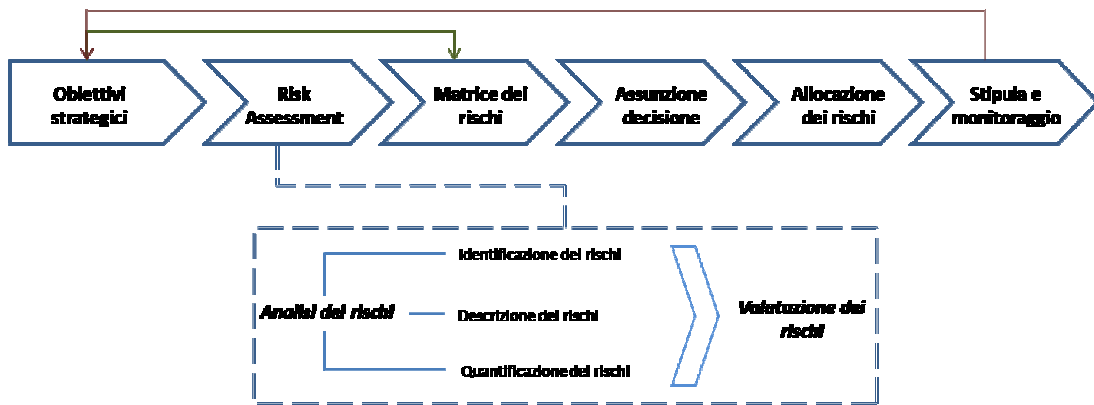 Obiettivi
strategici
Risk
Assessment
Matrice dei
rischi
Assunzione
decisione
Allocazione
dei rischi
Stipula e
monitoraggio
Identificazione dei rischi
Analisi dei rischi
Descrizione dei rischi
Quantificazione dei rischi
Valutazione dei
rischi